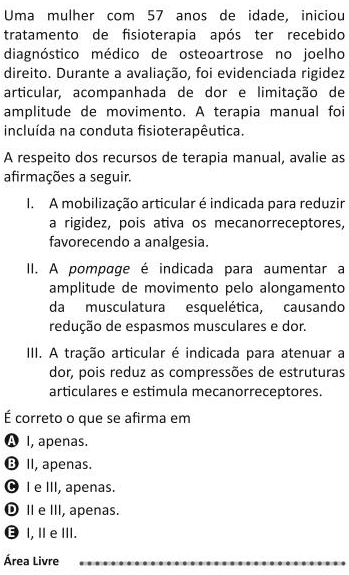 Uma mulher com 57 anos de idade, iniciou
tratamento de fisioterapia após ter recebido
diagnóstico médico de osteoartrose no joelho
direito. Durante a avaliação, foi evidenciada rigidez
articular, acompanhada de dor e limitação de
amplitude de movimento. A terapia manual foi
incluída na conduta fisioterapêutica.
A respeito dos recursos de terapia manual, avalie as
afirmações a seguir.
I. A mobilização articular é indicada para reduzir
a rigidez, pois ativa os mecanorreceptores,
favorecendo a analgesia.
II. A pompage é indicada para aumentar a
amplitude de movimento pelo alongamento
da musculatura esquelética, causando
redução de espasmos musculares e dor.
III. A tração articular é indicada para atenuar a
dor, pois reduz as compressões de estruturas
articulares e estimula mecanorreceptores.
É correto o que se afirma em
A I, apenas.
B II, apenas.
C I e III, apenas.
D II e III, apenas.
E I, II e III.
Área Livre